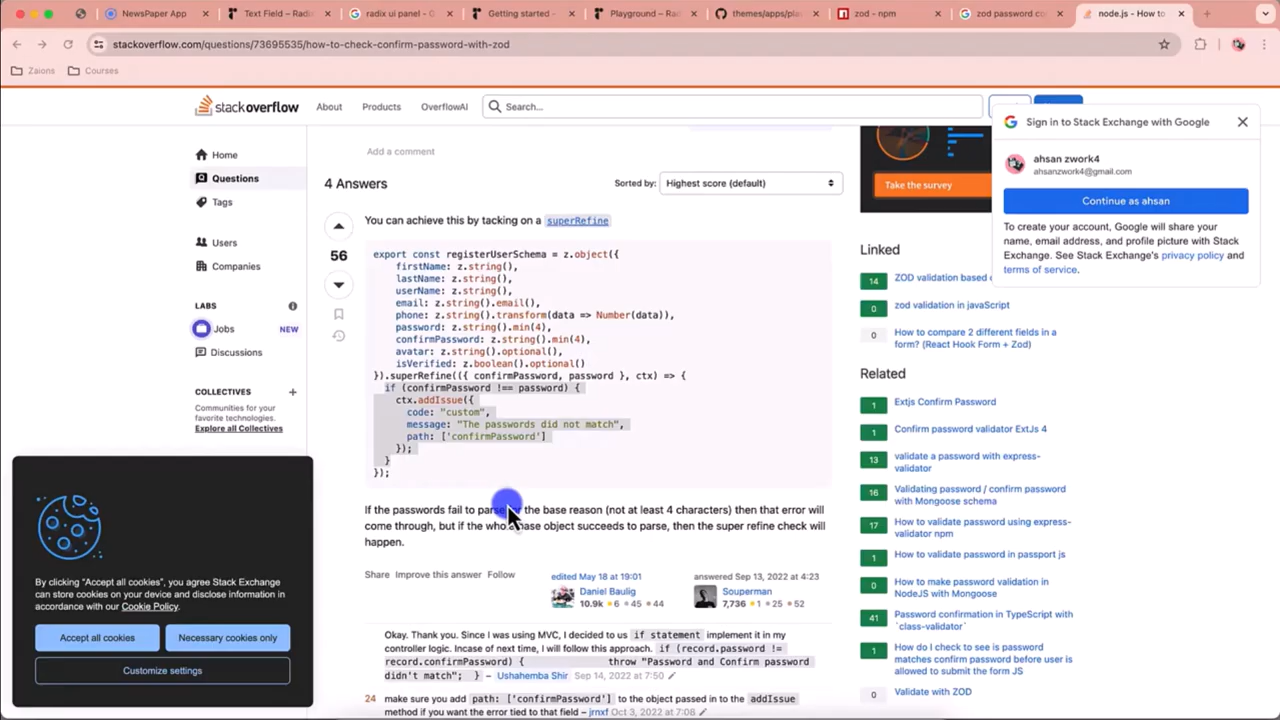 NewsPaper App
Text Field – Radi
radix ui panel - G
Getting started -
Playground – Rad
themes/apps/pla
zod - npm
zod password co
node.js - How to
stackoverflow.com/questions/73695535/how-to-check-confirm-password-with-zod
Zaions
Courses
stackoverflow
About
Products
OverflowAI
Search...
Sign in to Stack Exchange with Google
ahsan zwork4
ahsanzwork4@gmail.com
Continue as ahsan
To create your account, Google will share your
name, email address, and profile picture with Stack
Exchange. See Stack Exchange's privacy policy and
terms of service.
Home
Questions
Tags
Users
Companies
LABS
Jobs
NEW
Discussions
COLLECTIVES
Communities for your
favorite technologies.
Explore all Collectives
Add a comment
4 Answers
Sorted by:
Highest score (default)
56
You can achieve this by tacking on a superRefine
export const registerUserSchema = z.object({
firstName: z.string(),
lastName: z.string(),
userName: z.string(),
email: z.string().email(),
phone: z.string().transform(data => Number(data)),
password: z.string().min(4),
confirmPassword: z.string().min(4),
avatar: z.string().optional(),
isVerified: z.boolean().optional()
}).superRefine(({ confirmPassword, password }, ctx) => {
if (confirmPassword !== password) {
ctx.addIssue({
code: "custom",
message: "The passwords did not match",
path: ['confirmPassword']
});
}
});
If the passwords fail to parse the base reason (not at least 4 characters) then that error will
come through, but if the base object succeeds to parse, then the super refine check will
happen.
Share Improve this answer Follow
edited May 18 at 19:01
Daniel Baulig
10.9k 6 45 44
answered Sep 13, 2022 at 4:23
Souperman
7,736 1 25 52
Okay. Thank you. Since I was using MVC, I decided to us if statement implement it in my
controller logic. Incase of next time, I will follow this approach. if (record.password !=
record.confirmPassword) { throw "Password and Confirm password
didn't match"; } – Ushahemba Shir Sep 14, 2022 at 7:50
24 make sure you add path: ['confirmPassword'] to the object passed in to the addIssue
method if you want the error tied to that field – jrnxf Oct 3, 2022 at 7:06
Take the survey
Linked
14 ZOD validation based
0 zod validation in javaScript
0 How to compare 2 different fields in a
form? (React Hook Form + Zod)
Related
1 Extjs Confirm Password
1 Confirm password validator ExtJs 4
13 validate a password with express-
validator
16 Validating password / confirm password
with Mongoose schema
17 How to validate password using express-
validator npm
1 How to validate password in passport js
0 How to make password validation in
NodeJS with Mongoose
41 Password confirmation in TypeScript with
`class-validator`
1 How do I check to see is password
matches confirm password before user is
allowed to submit the form JS
0 Validate with ZOD
By clicking "Accept all cookies", you agree Stack Exchange
can store cookies on your device and disclose information in
accordance with our Cookie Policy.
Accept all cookies
Necessary cookies only
Customize settings